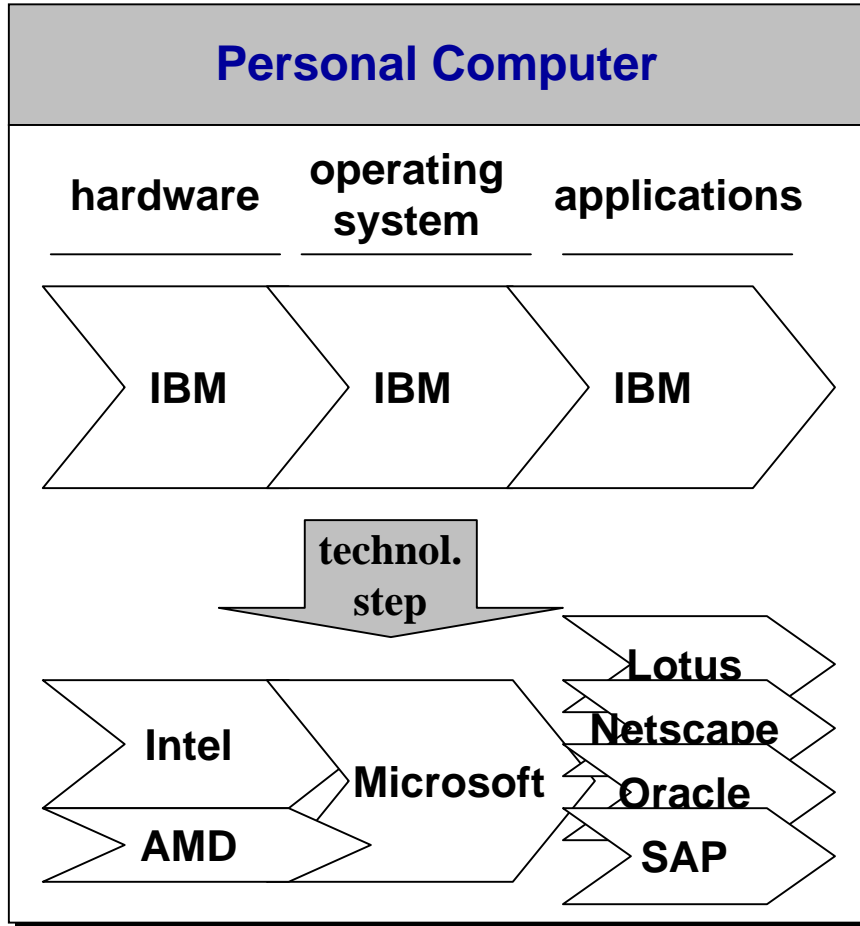 Personal Computer
hardware
operating
system
applications
IBM
IBM
IBM
technol.
step
Lotus
Intel
Netscape
Microsoft
Oracle
AMD
SAP